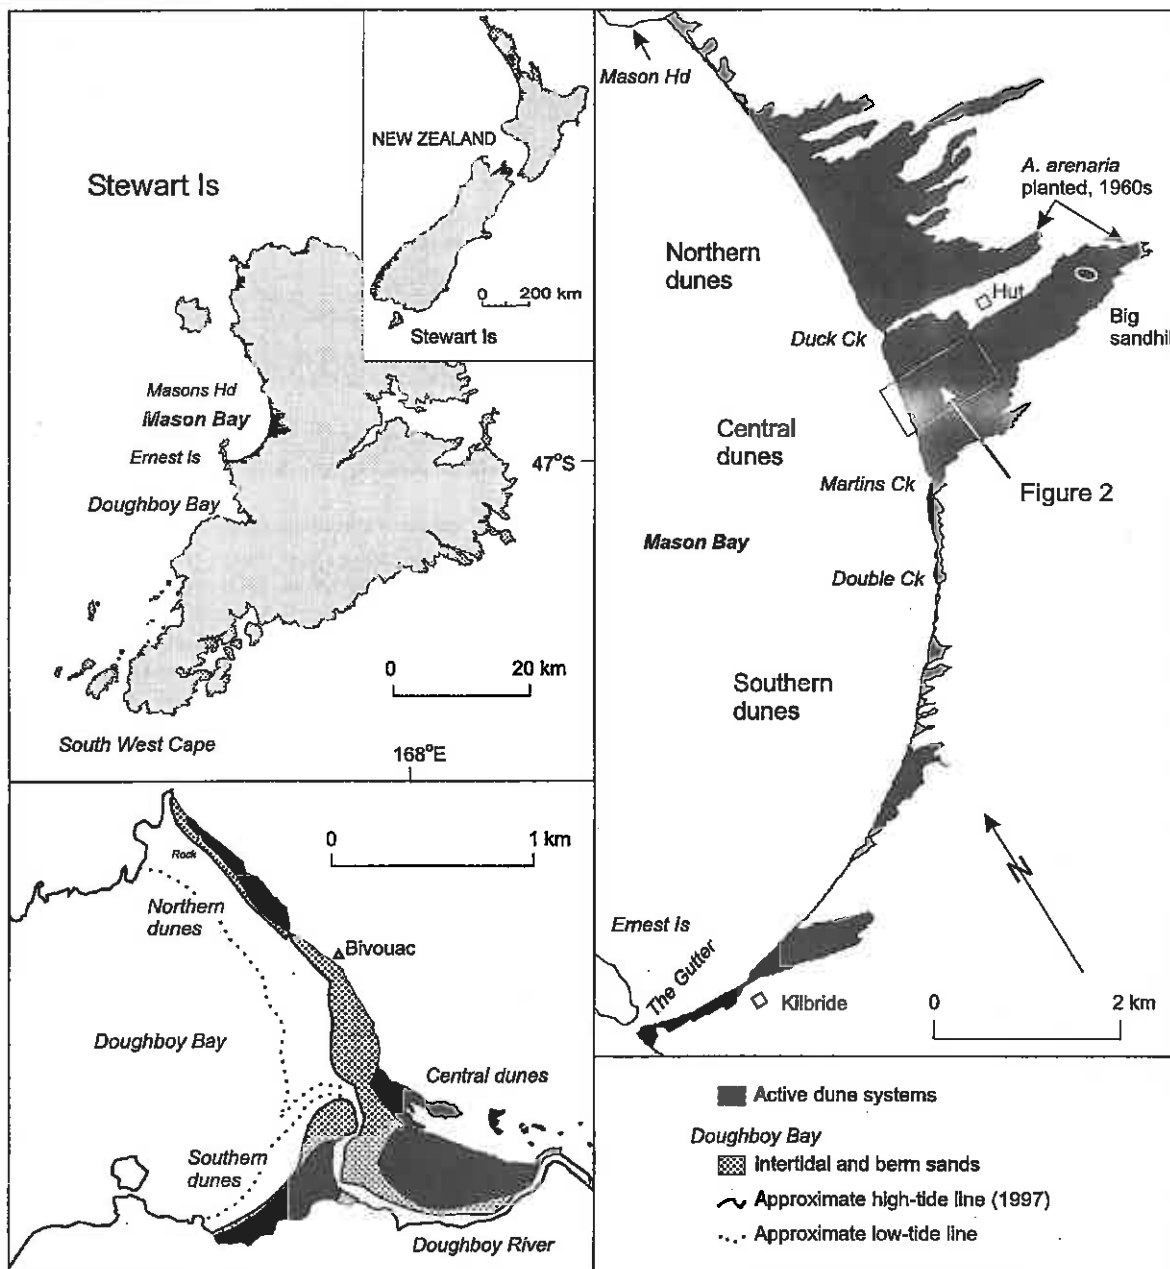 Stewart Is
NEW ZEALAND
0 200 km
Stewart Is
Masons Hd
Mason Bay
Ernest Is
Doughboy Bay
47°S
0 20 km
South West Cape
168°E
Mason Hd
A. arenaria
planted, 1960s
Northern
dunes
Hut
Duck Ck
Big
sandhil
Central
dunes
Martins Ck
Figure 2
Mason Bay
Double Ck
Southern
dunes
N
Ernest Is
The Gutter
Kilbride
0 2 km
0 1 km
Rock
Northern
dunes
Bivouac
Doughboy Bay
Central dunes
Southern
dunes
Doughboy River
Active dune systems
Doughboy Bay
Intertidal and berm sands
Approximate high-tide line (1997)
Approximate low-tide line